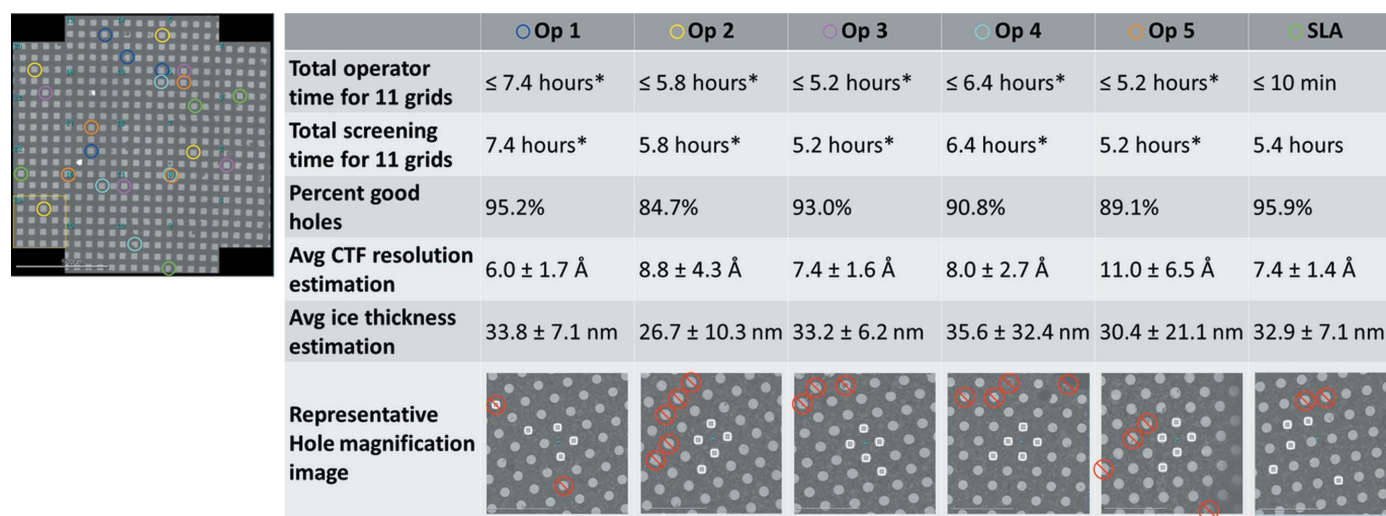 Op 1 Op 2 Op 3 Op 4 Op 5 SLA
Total operator
time for 11 grids
≤ 7.4 hours* ≤ 5.8 hours* ≤ 5.2 hours* ≤ 6.4 hours* ≤ 5.2 hours* ≤ 10 min
Total screening
time for 11 grids
7.4 hours* 5.8 hours* 5.2 hours* 6.4 hours* 5.2 hours* 5.4 hours
Percent good
holes
95.2% 84.7% 93.0% 90.8% 89.1% 95.9%
Avg CTF resolution
estimation
6.0 ± 1.7 Å 8.8 ± 4.3 Å 7.4 ± 1.6 Å 8.0 ± 2.7 Å 11.0 ± 6.5 Å 7.4 ± 1.4 Å
Avg ice thickness
estimation
33.8 ± 7.1 nm 26.7 ± 10.3 nm 33.2 ± 6.2 nm 35.6 ± 32.4 nm 30.4 ± 21.1 nm 32.9 ± 7.1 nm
Representative
Hole magnification
image